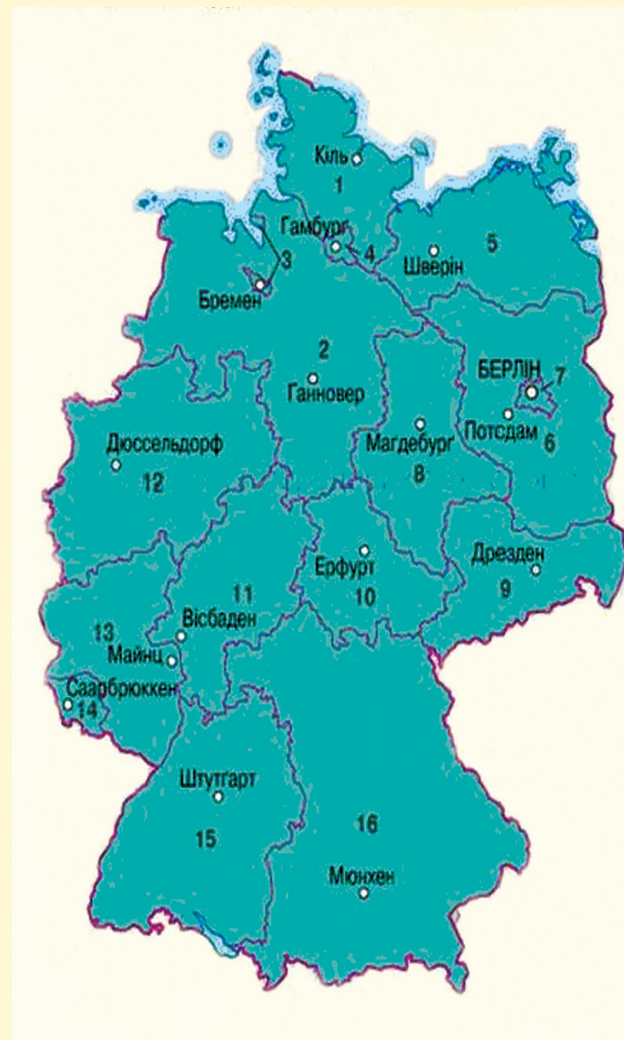 Кіль
1
Гамбург
4
3
5
Шверін
Бремен
2
Ганновер
БЕРЛІН
7
Потсдам
6
Магдебург
8
Дюссельдорф
12
Дрезден
9
Ерфурт
10
11
Вісбаден
13
Майнц
Саарбрюккен
14
Штутгарт
15
16
Мюнхен